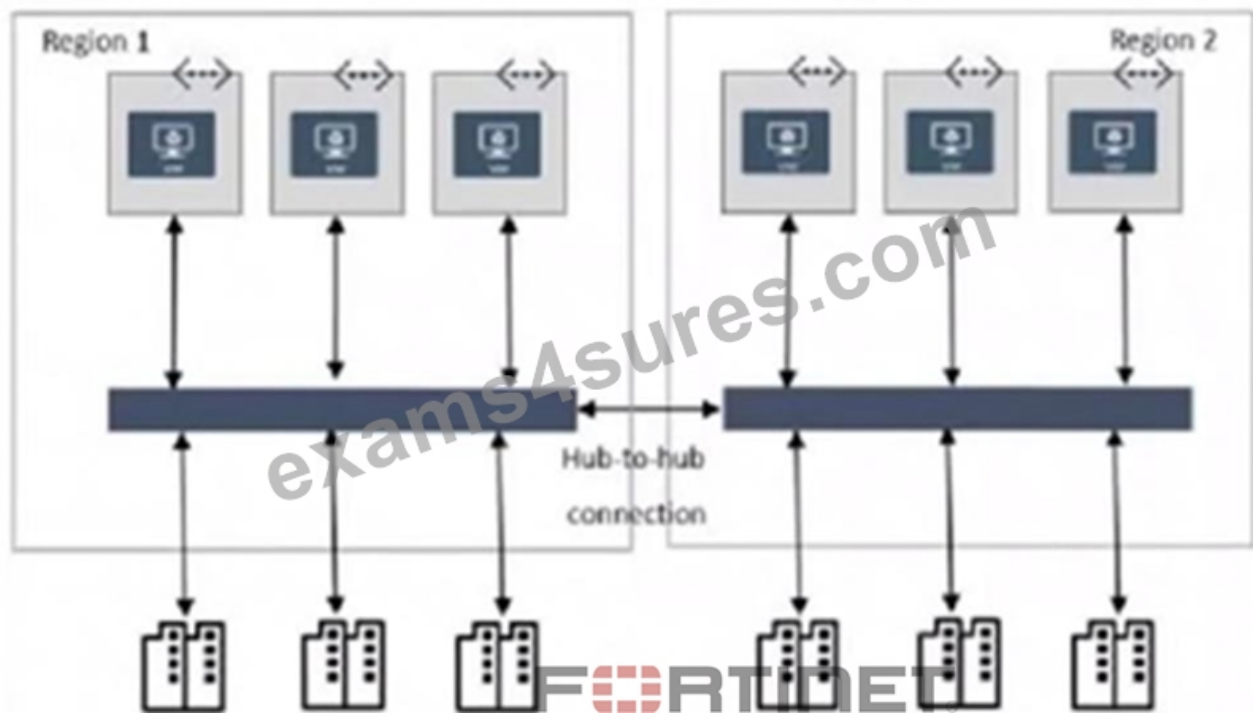 Region 1
Region 2
exams4sures.com
Hub-to-hub
connection
FORTINET